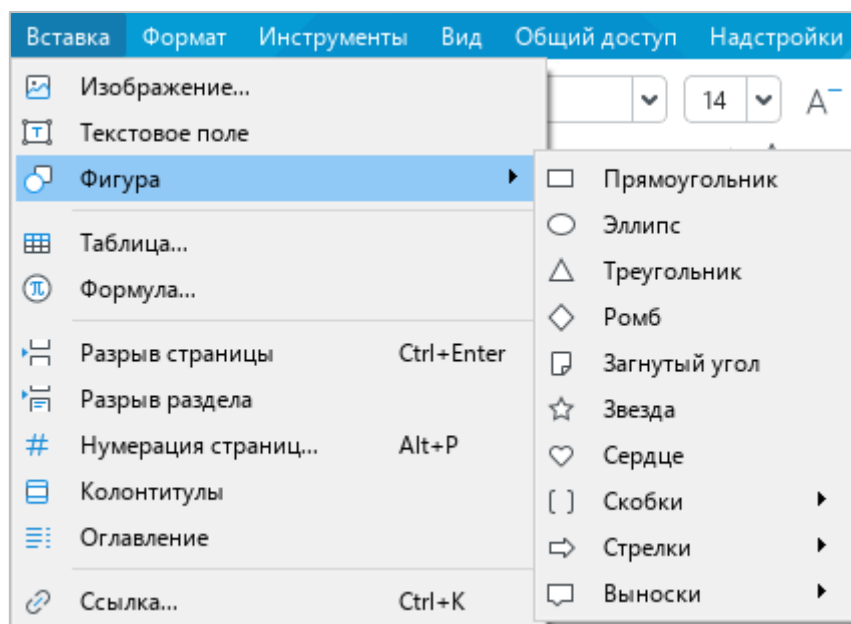 Вставка Формат Инструменты Вид Общий доступ Надстройки
Изображение...
14 A
Текстовое поле
Фигура
Прямоугольник
Эллипс
Таблица...
Треугольник
Формула...
Ромб
Разрыв страницы Ctrl+Enter
Загнутый угол
Разрыв раздела
Звезда
Нумерация страниц... Alt+P
Сердце
Колонтитулы
Скобки
Оглавление
Стрелки
Ссылка... Ctrl+K
Выноски